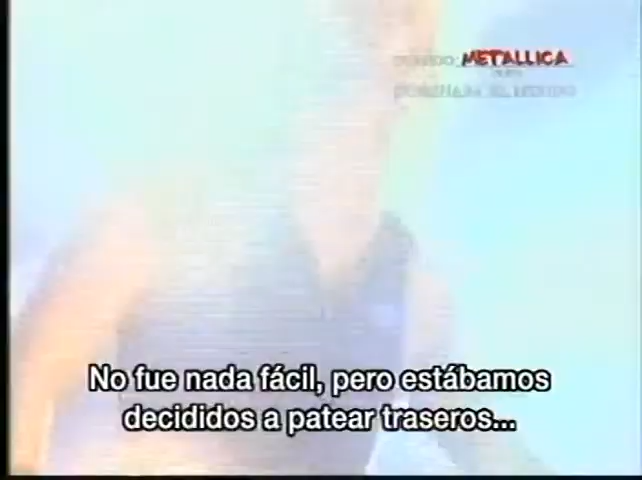 METALLICA
No fue nada fácil, pero estábamos
decididos a patear traseros...